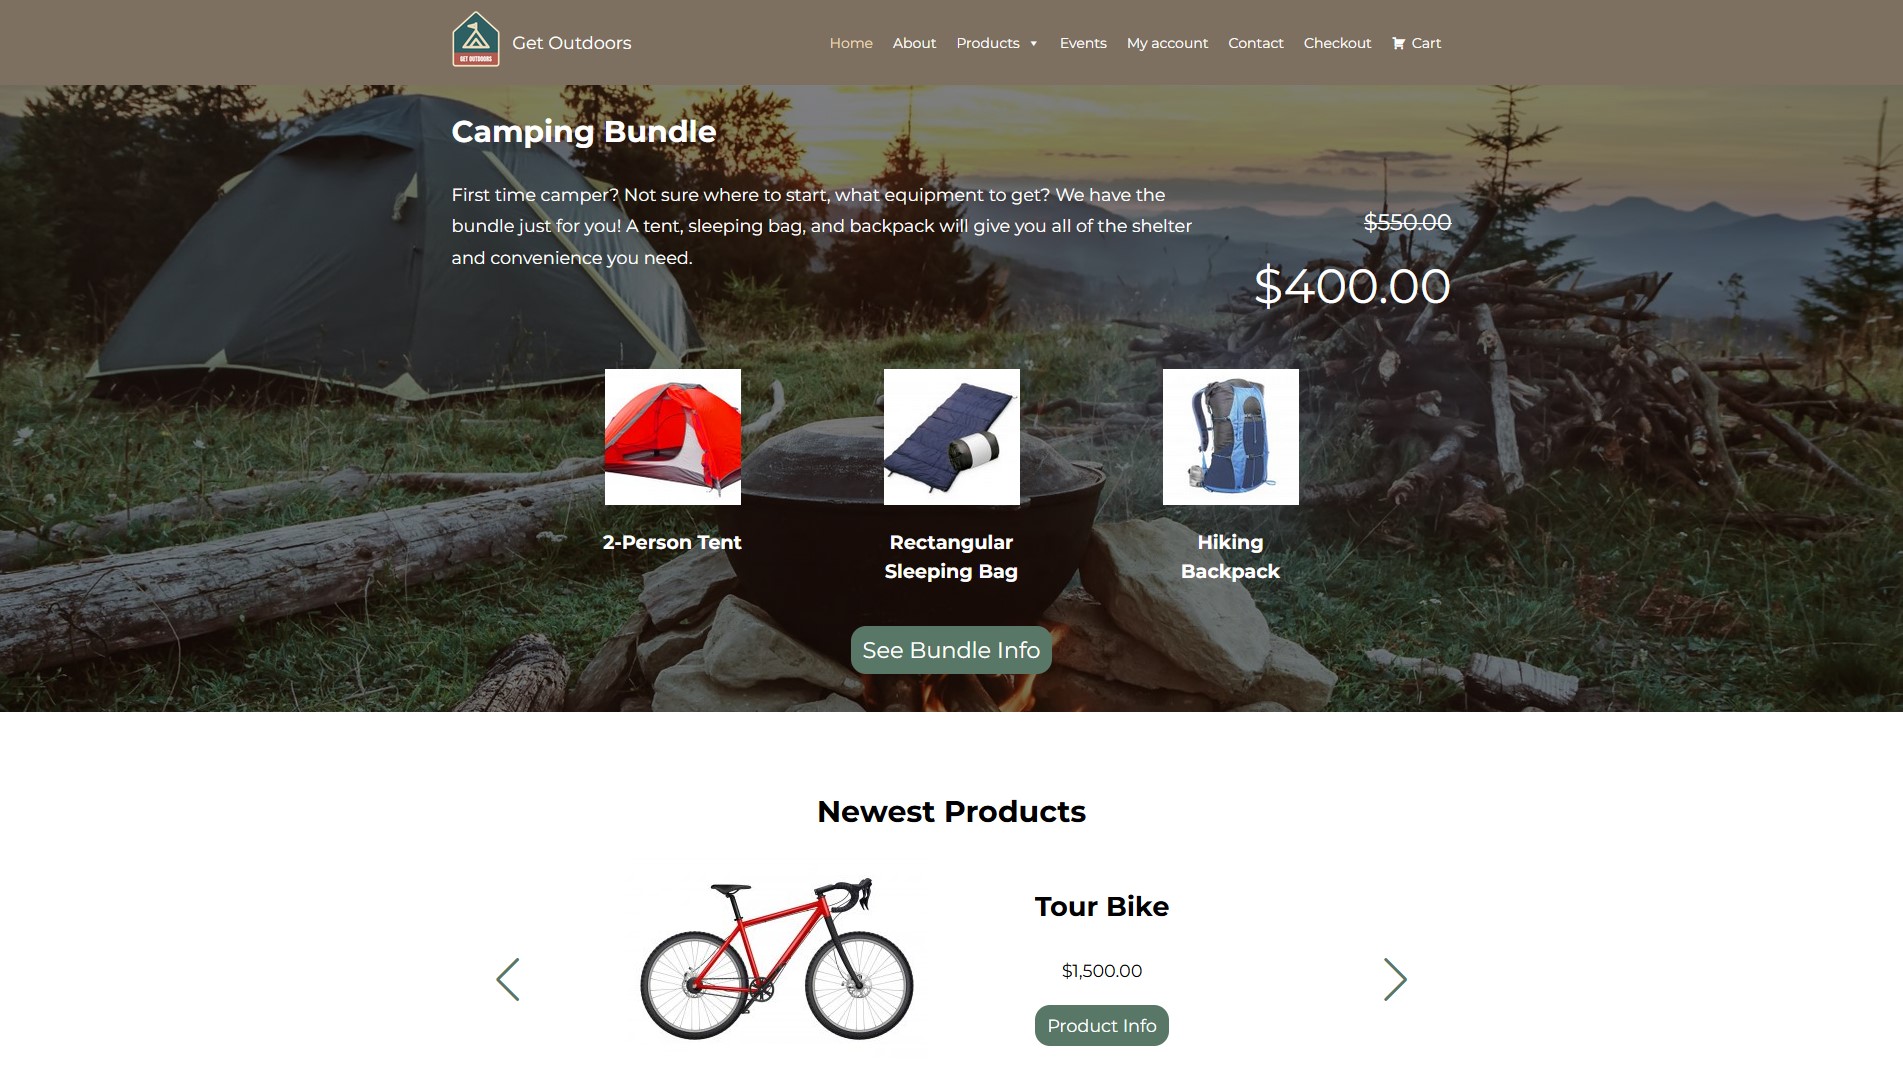 GET OUTDOORS
Get Outdoors
Home About Products Events My account Contact Checkout Cart
Camping Bundle
First time camper? Not sure where to start, what equipment to get? We have the
bundle just for you! A tent, sleeping bag, and backpack will give you all of the shelter
and convenience you need.
$550.00
$400.00
2-Person Tent
Rectangular
Sleeping Bag
Hiking
Backpack
See Bundle Info
Newest Products
Tour Bike
$1,500.00
Product Info